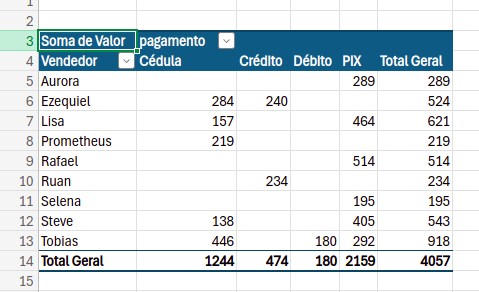 1
2
3 Soma de Valor pagamento
4 Vendedor Cédula Crédito Débito PIX Total Geral
5 Aurora 289 289
6 Ezequiel 284 240 524
7 Lisa 157 464 621
8 Prometheus 219 219
9 Rafael 514 514
10 Ruan 234 234
11 Selena 195 195
12 Steve 138 405 543
13 Tobias 446 180 292 918
14 Total Geral 1244 474 180 2159 4057
15